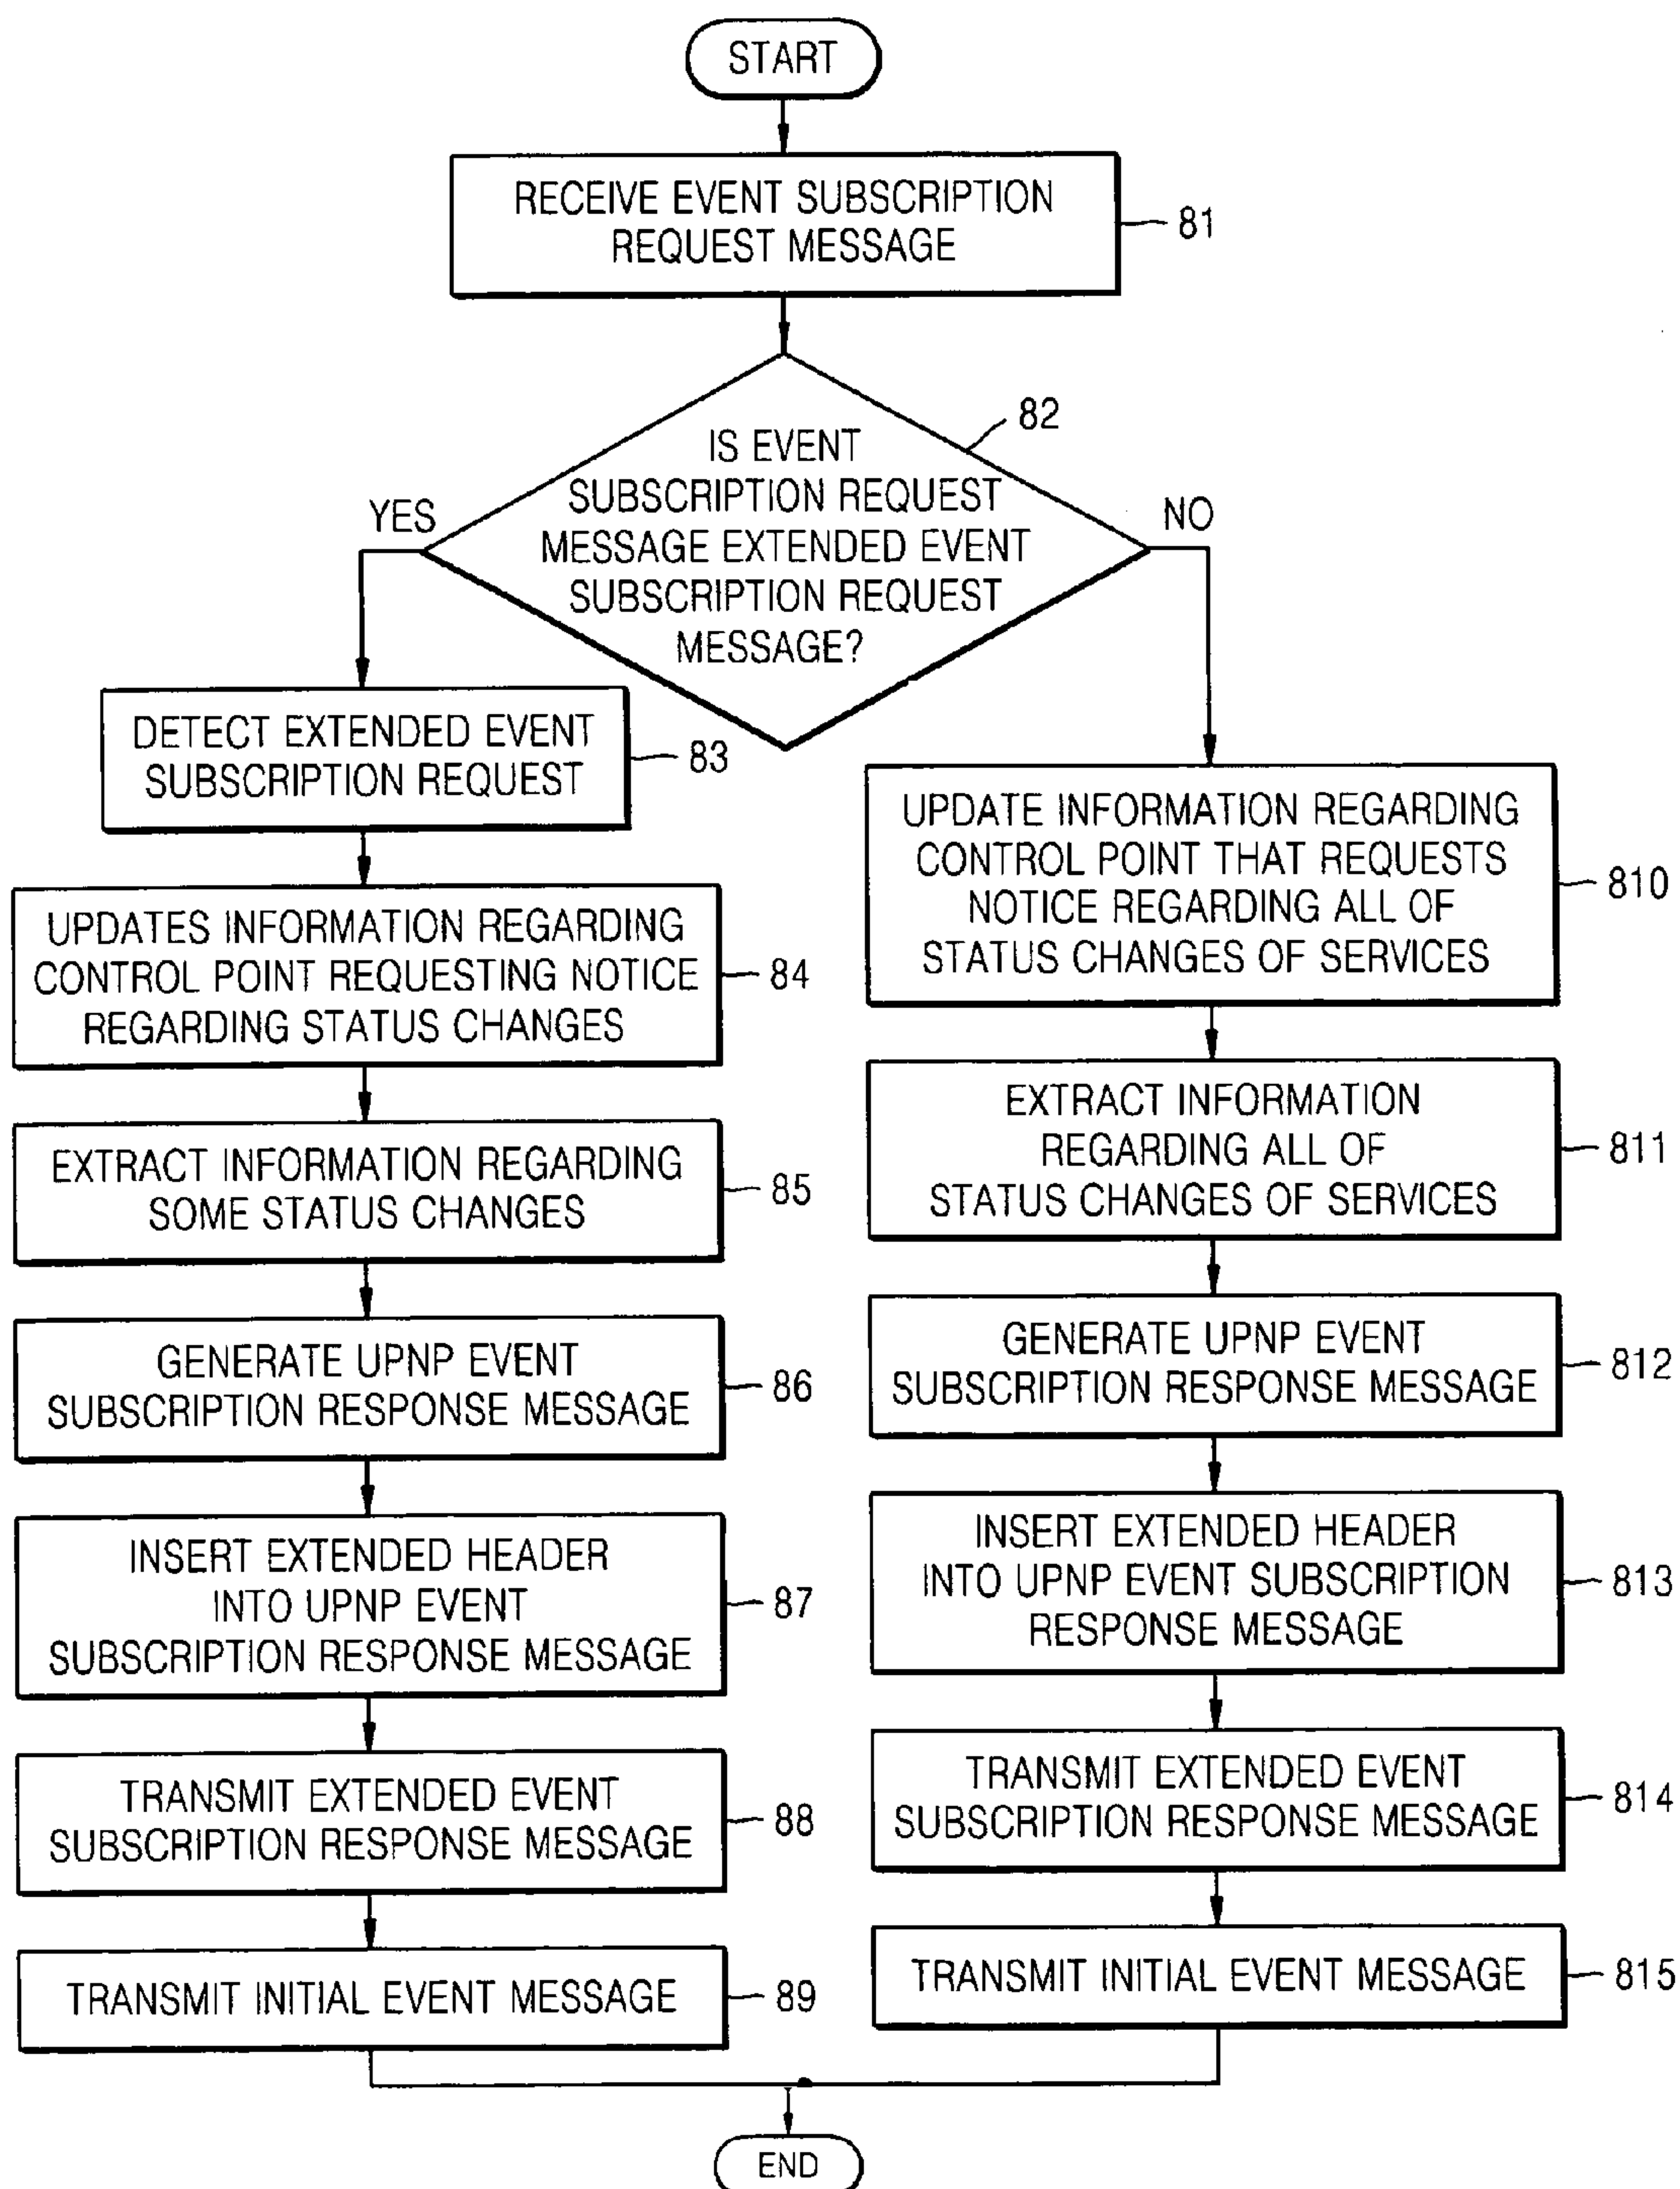 START
RECEIVE EVENT SUBSCRIPTION
REQUEST MESSAGE
81
IS EVENT
SUBSCRIPTION REQUEST
MESSAGE EXTENDED EVENT
SUBSCRIPTION REQUEST
MESSAGE?
82
YES
NO
DETECT EXTENDED EVENT
SUBSCRIPTION REQUEST
83
UPDATES INFORMATION REGARDING
CONTROL POINT REQUESTING NOTICE
REGARDING STATUS CHANGES
84
EXTRACT INFORMATION REGARDING
SOME STATUS CHANGES
85
GENERATE UPNP EVENT
SUBSCRIPTION RESPONSE MESSAGE
86
INSERT EXTENDED HEADER
INTO UPNP EVENT
SUBSCRIPTION RESPONSE MESSAGE
87
TRANSMIT EXTENDED EVENT
SUBSCRIPTION RESPONSE MESSAGE
88
TRANSMIT INITIAL EVENT MESSAGE
89
UPDATE INFORMATION REGARDING
CONTROL POINT THAT REQUESTS
NOTICE REGARDING ALL OF
STATUS CHANGES OF SERVICES
810
EXTRACT INFORMATION
REGARDING ALL OF
STATUS CHANGES OF SERVICES
811
GENERATE UPNP EVENT
SUBSCRIPTION RESPONSE MESSAGE
812
INSERT EXTENDED HEADER
INTO UPNP EVENT SUBSCRIPTION
RESPONSE MESSAGE
813
TRANSMIT EXTENDED EVENT
SUBSCRIPTION RESPONSE MESSAGE
814
TRANSMIT INITIAL EVENT MESSAGE
815
END